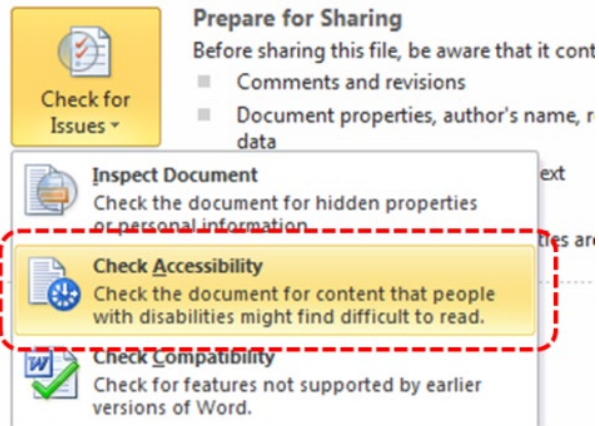 Prepare for Sharing
Before sharing this file, be aware that it cont
Comments and revisions
Document properties, author's name, r
data
Check for
Issues
Inspect Document
ext
Check the document for hidden properties
or personal information.
ties are
Check Accessibility
Check the document for content that people
with disabilities might find difficult to read.
Check Compatibility
Check for features not supported by earlier
versions of Word.